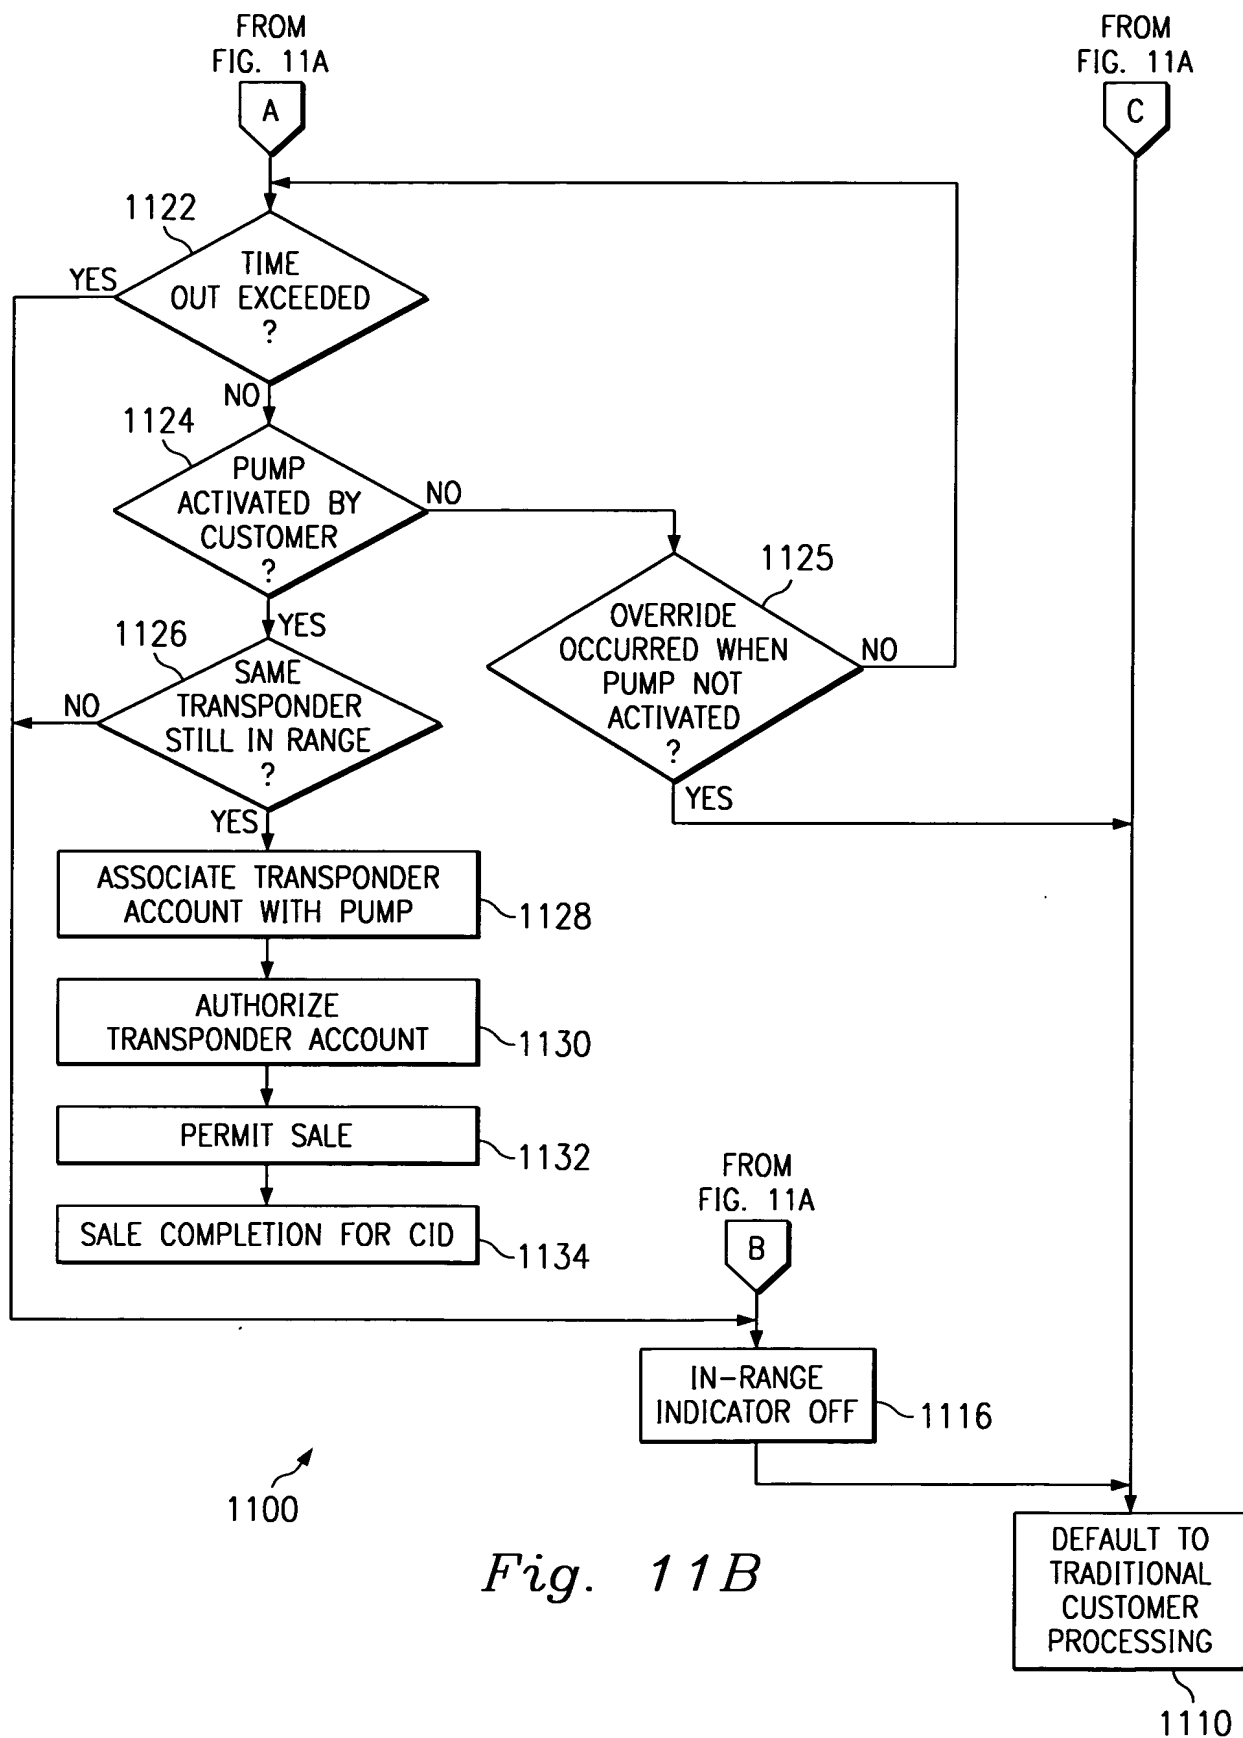 FROM
FIG. 11A
A
FROM
FIG. 11A
C
1122
YES
TIME
OUT EXCEEDED
?
NO
1124
PUMP
ACTIVATED BY
CUSTOMER
?
NO
1125
OVERRIDE
OCCURRED WHEN
PUMP NOT
ACTIVATED
?
NO
YES
YES
1126
NO
SAME
TRANSPONDER
STILL IN RANGE
?
YES
ASSOCIATE TRANSPONDER
ACCOUNT WITH PUMP
1128
AUTHORIZE
TRANSPONDER ACCOUNT
1130
PERMIT SALE
1132
SALE COMPLETION FOR CID
1134
FROM
FIG. 11A
B
IN-RANGE
INDICATOR OFF
1116
1100
DEFAULT TO
TRADITIONAL
CUSTOMER
PROCESSING
1110
Fig. 11B